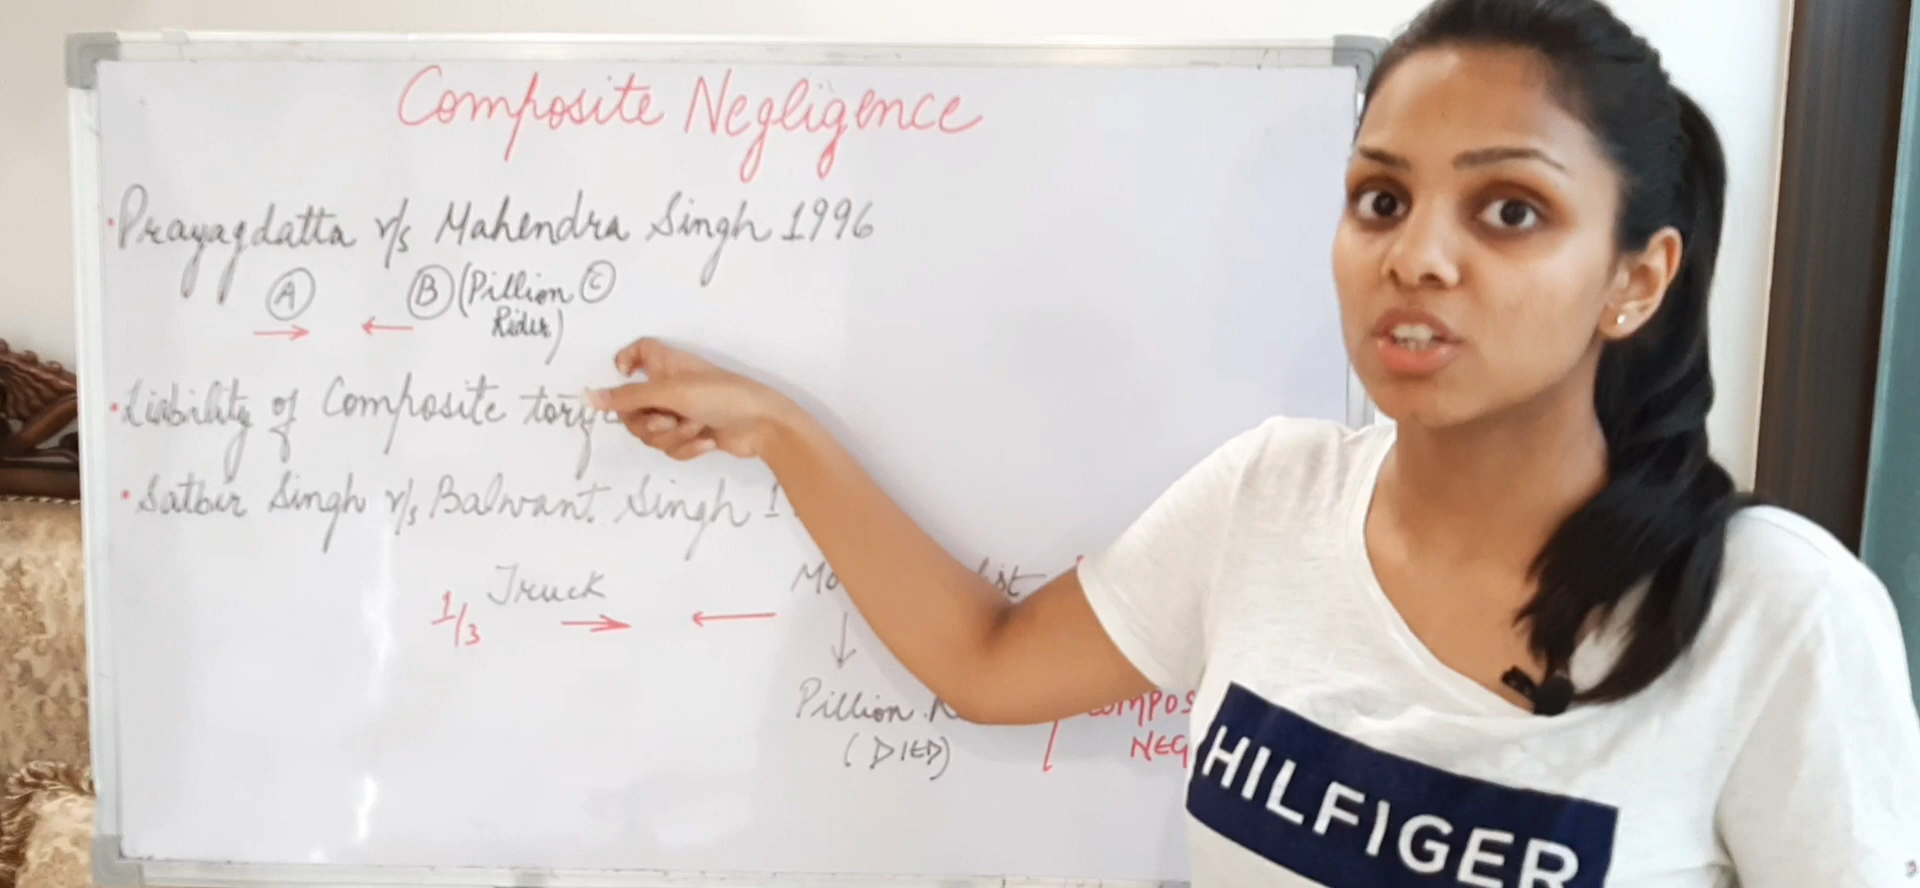 Composite Negligence
• Prayagdatta v/s Mahendra Singh 1996
A B (Pillion C
Rider)
• Liability of Composite
• Satbir Singh v/s Balwant Singh
1/3 Truck
Pillion
(DIED)
HILFIGER